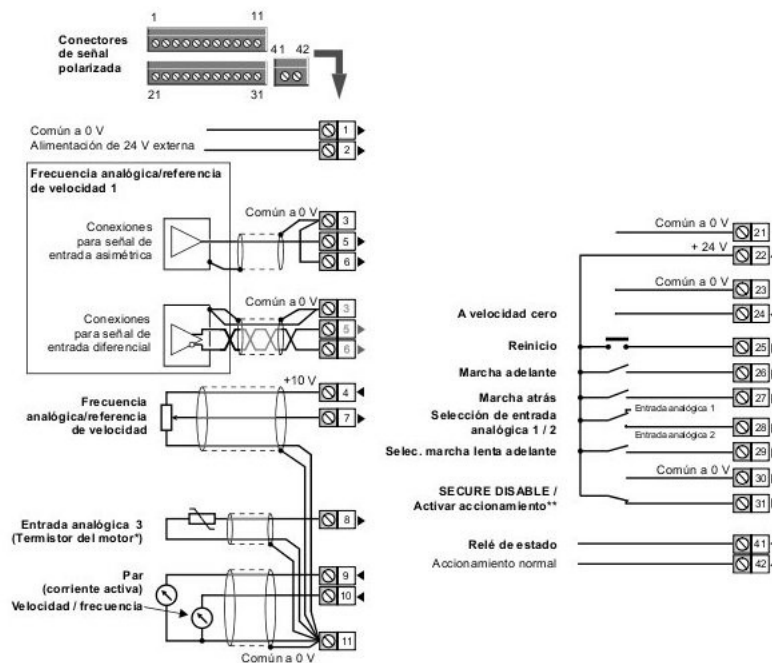 Conectores
de señal
polarizada
1 11
41 42
21 31
Común a 0 V
1
Alimentación de 24 V externa
2
Frecuencia analógica/referencia
de velocidad 1
Conexiones
para señal de
entrada asimétrica
Común a 0 V
3
5
6
Conexiones
para señal de
entrada diferencial
Común a 0 V
3
5
6
Frecuencia
analógica/referencia
de velocidad
+10 V
4
7
Entrada analógica 3
(Termistor del motor*)
8
Par
(corriente activa)
9
Velocidad / frecuencia
10
11
Común a 0 V
Común a 0 V
21
+ 24 V
22
Común a 0 V
23
A velocidad cero
24
Reinicio
25
Marcha adelante
26
Marcha atrás
27
Selección de entrada
analógica 1 / 2
Entrada analógica 1
28
Entrada analógica 2
Selec. marcha lenta adelante
29
Común a 0 V
30
SECURE DISABLE /
Activar accionamiento**
31
Relé de estado
41
Accionamiento normal
42